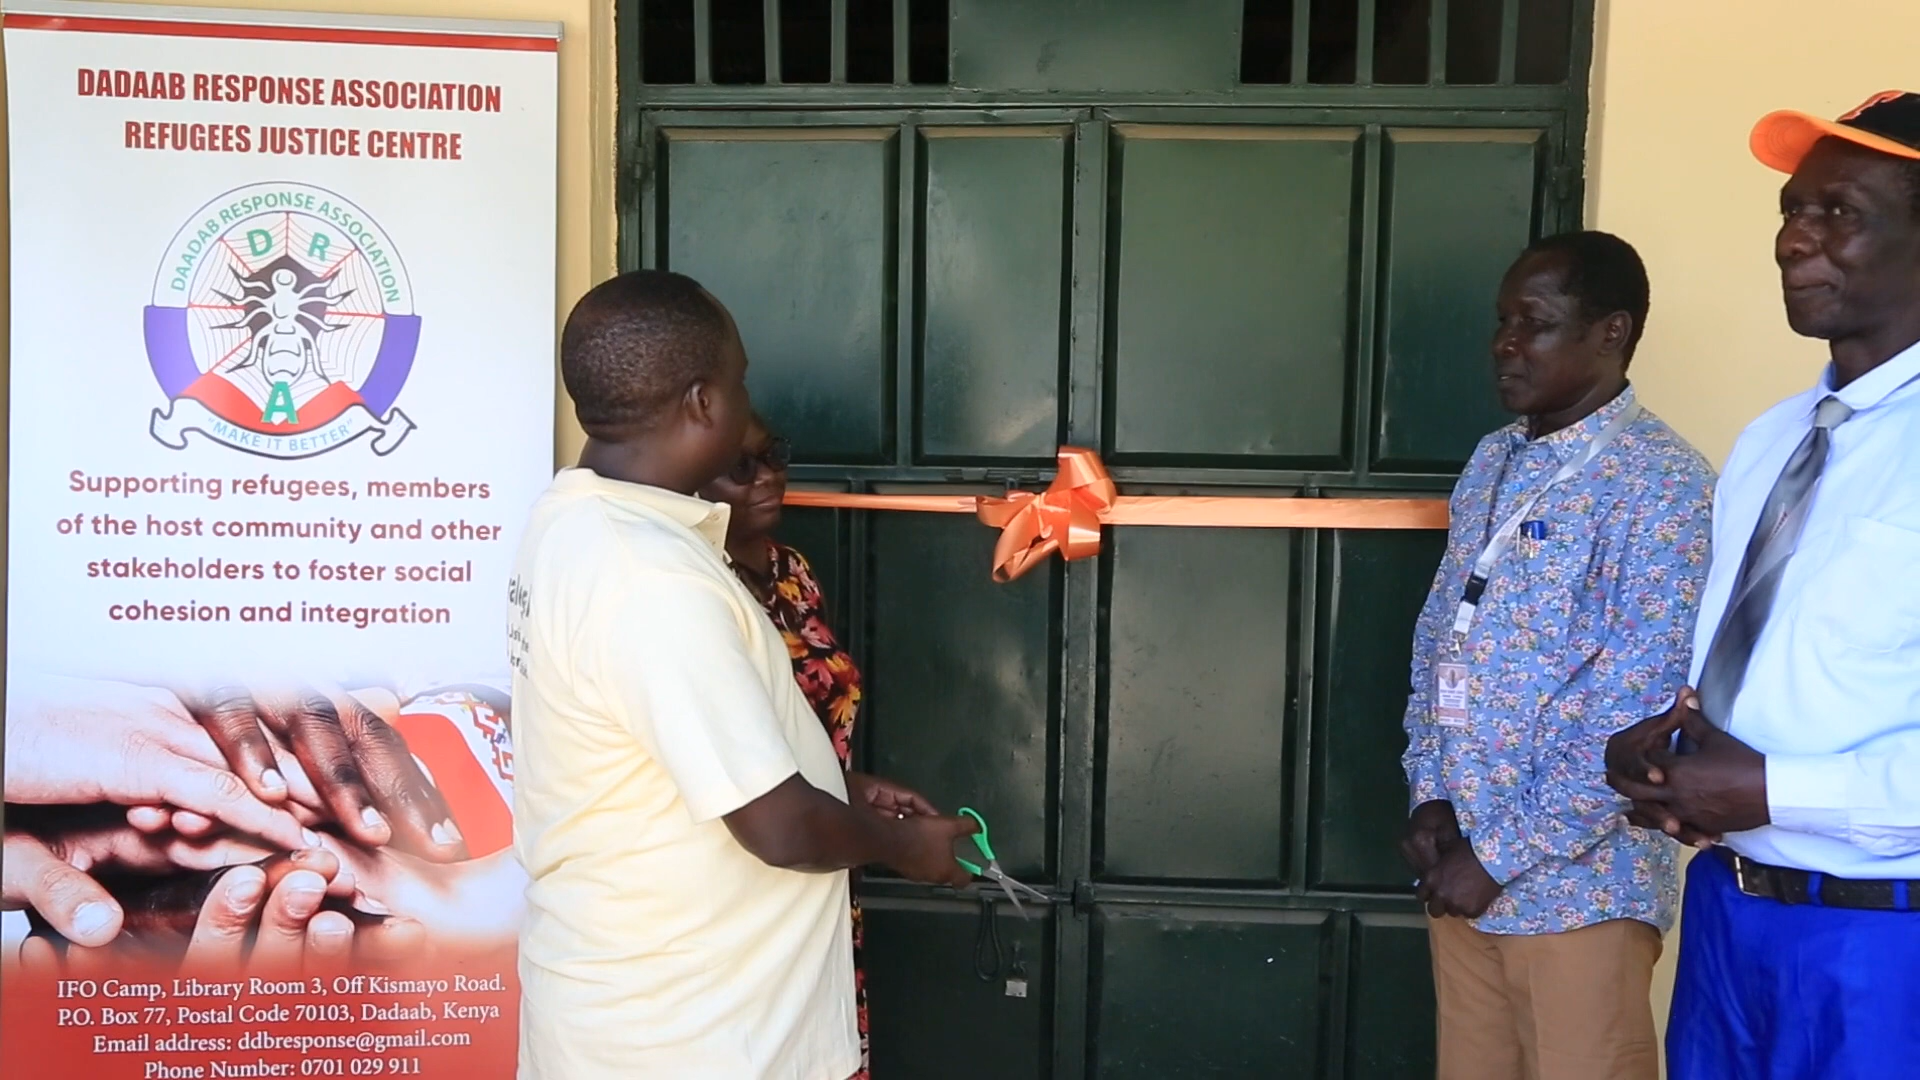 DADAAB RESPONSE ASSOCIATION
REFUGEES JUSTICE CENTRE
DAADAB RESPONSE ASSOCIATION
D R
A
"MAKE IT BETTER"
Supporting refugees, members
of the host community and other
stakeholders to foster social
cohesion and integration
IFO Camp, Library Room 3, Off Kismayo Road.
P.O. Box 77, Postal Code 70103, Dadaab, Kenya
Email address: ddbresponse@gmail.com
Phone Number: 0701 029 911